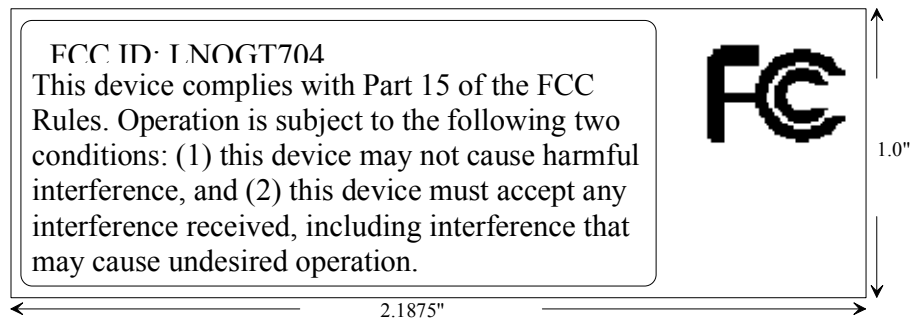 FCC ID: LNOGT704
This device complies with Part 15 of the FCC
Rules. Operation is subject to the following two
conditions: (1) this device may not cause harmful
interference, and (2) this device must accept any
interference received, including interference that
may cause undesired operation.
FCC
1.0"
2.1875"